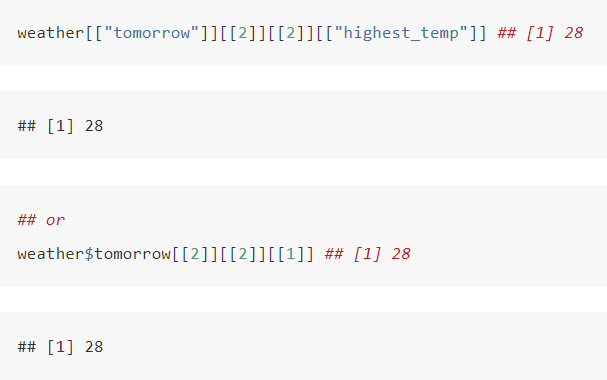 weather[["tomorrow"]][[2]][[2]][["highest_temp"]] ## [1] 28
## [1] 28
## or
weather$tomorrow[[2]][[2]][[1]] ## [1] 28
## [1] 28